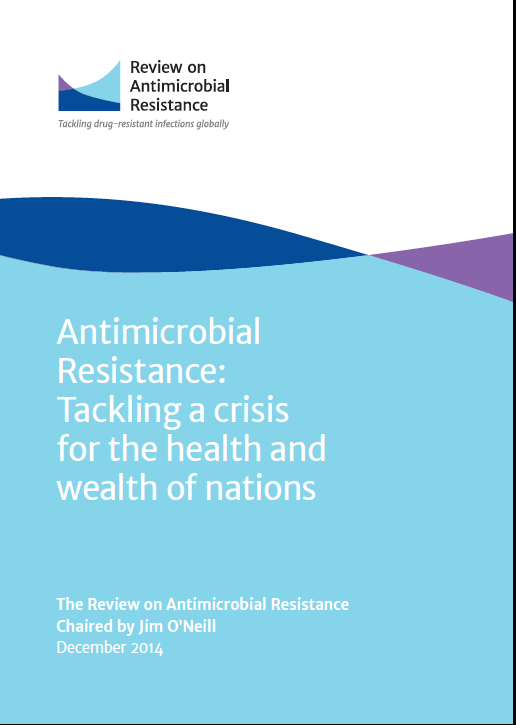 Review on
Antimicrobial
Resistance
Tackling drug-resistant infections globally
Antimicrobial
Resistance:
Tackling a crisis
for the health and
wealth of nations
The Review on Antimicrobial Resistance
Chaired by Jim O’Neill
December 2014